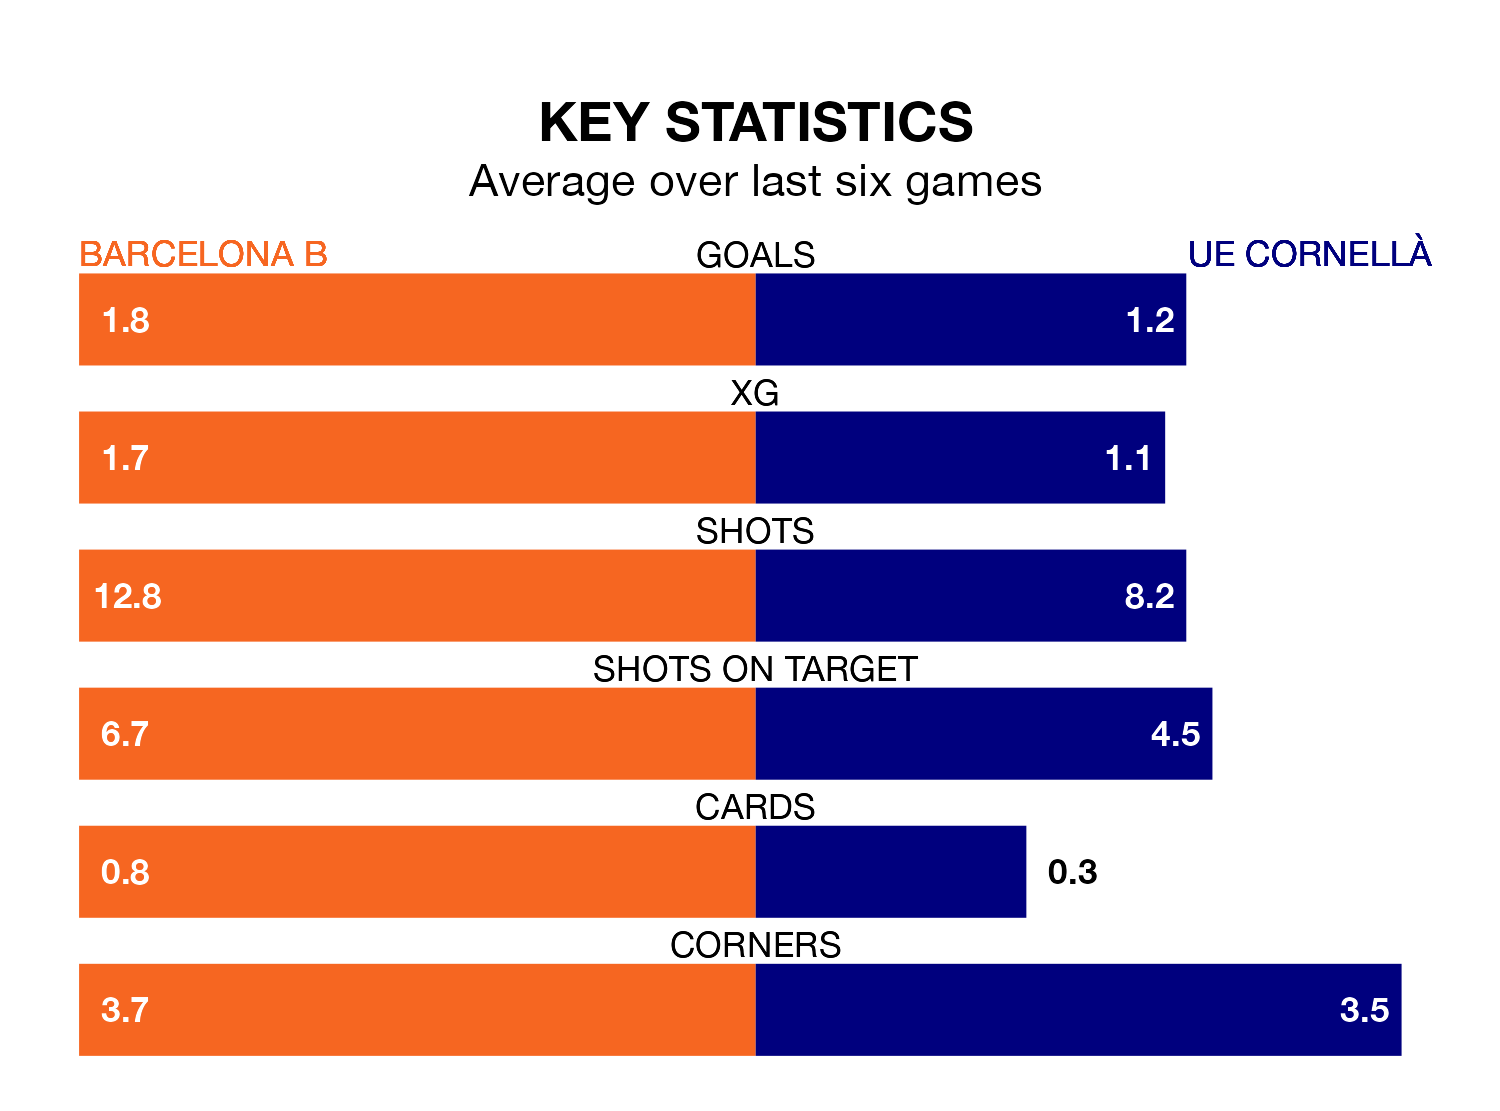 KEY STATISTICS
Average over last six games
BARCELONA B GOALS UE CORNELLÀ
1.8 1.2
XG
1.7 1.1
SHOTS
12.8 8.2
SHOTS ON TARGET
6.7 4.5
CARDS
0.8 0.3
CORNERS
3.7 3.5